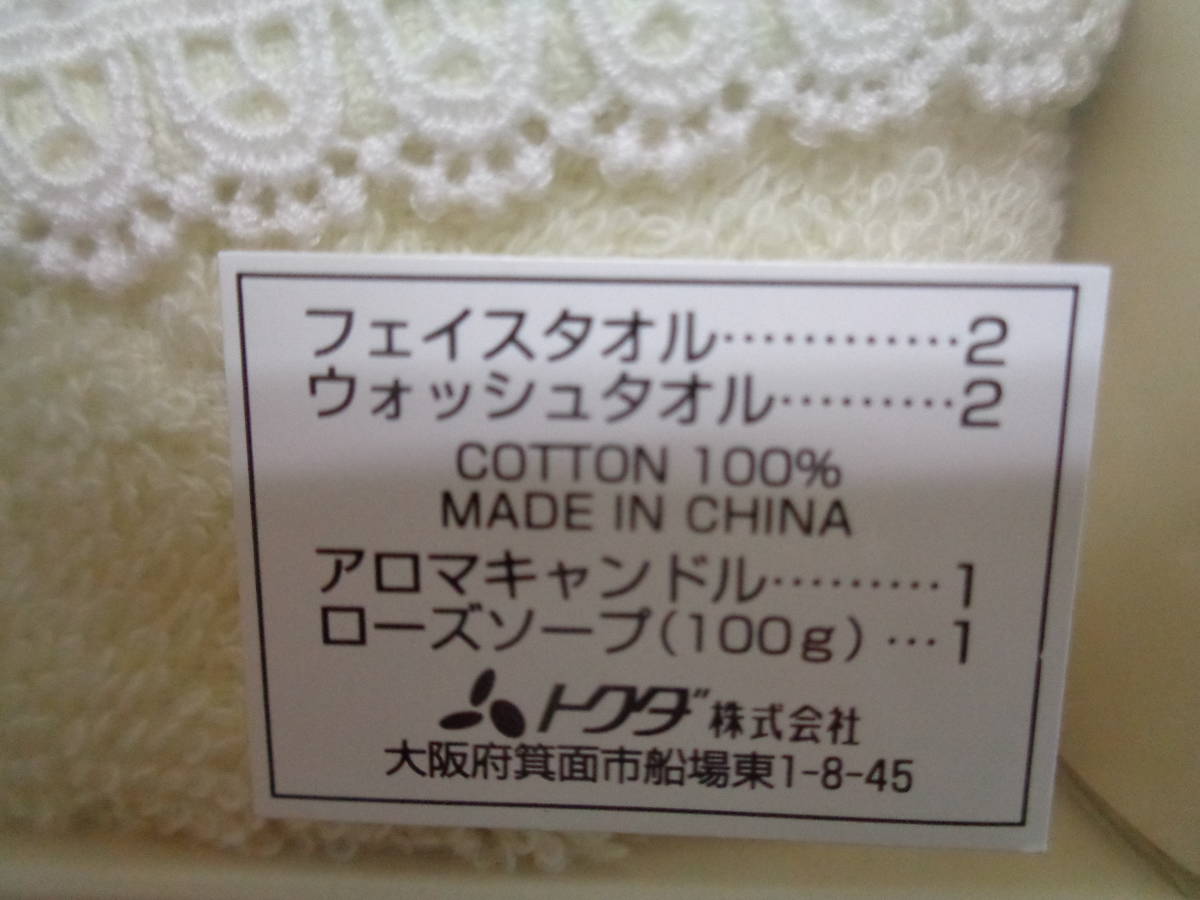 フェイスタオル…………2
ウォッシュタオル………2
COTTON 100%
MADE IN CHINA
アロマキャンドル………1
ローズソープ(100g)…1
トクダ株式会社
大阪府箕面市船場東1-8-45